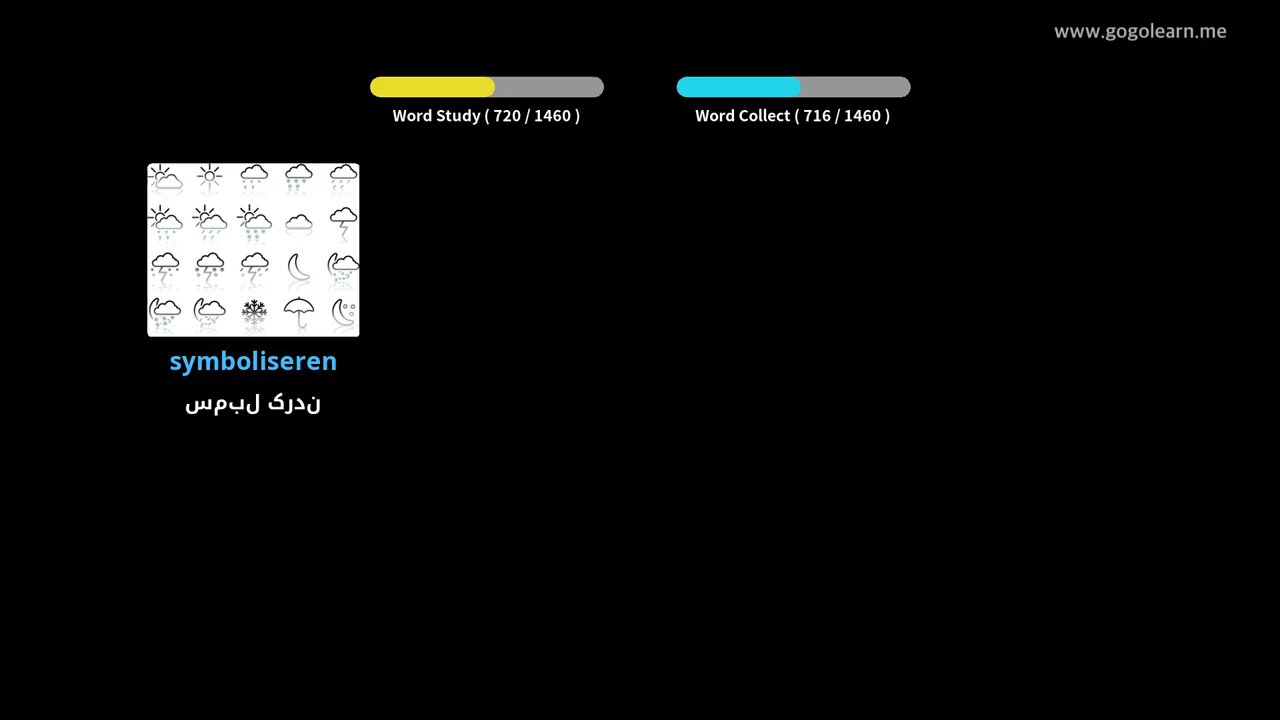 www.gogolearn.me
Word Study ( 720 / 1460 )
Word Collect ( 716 / 1460 )
symboliseren
سمبل کردن